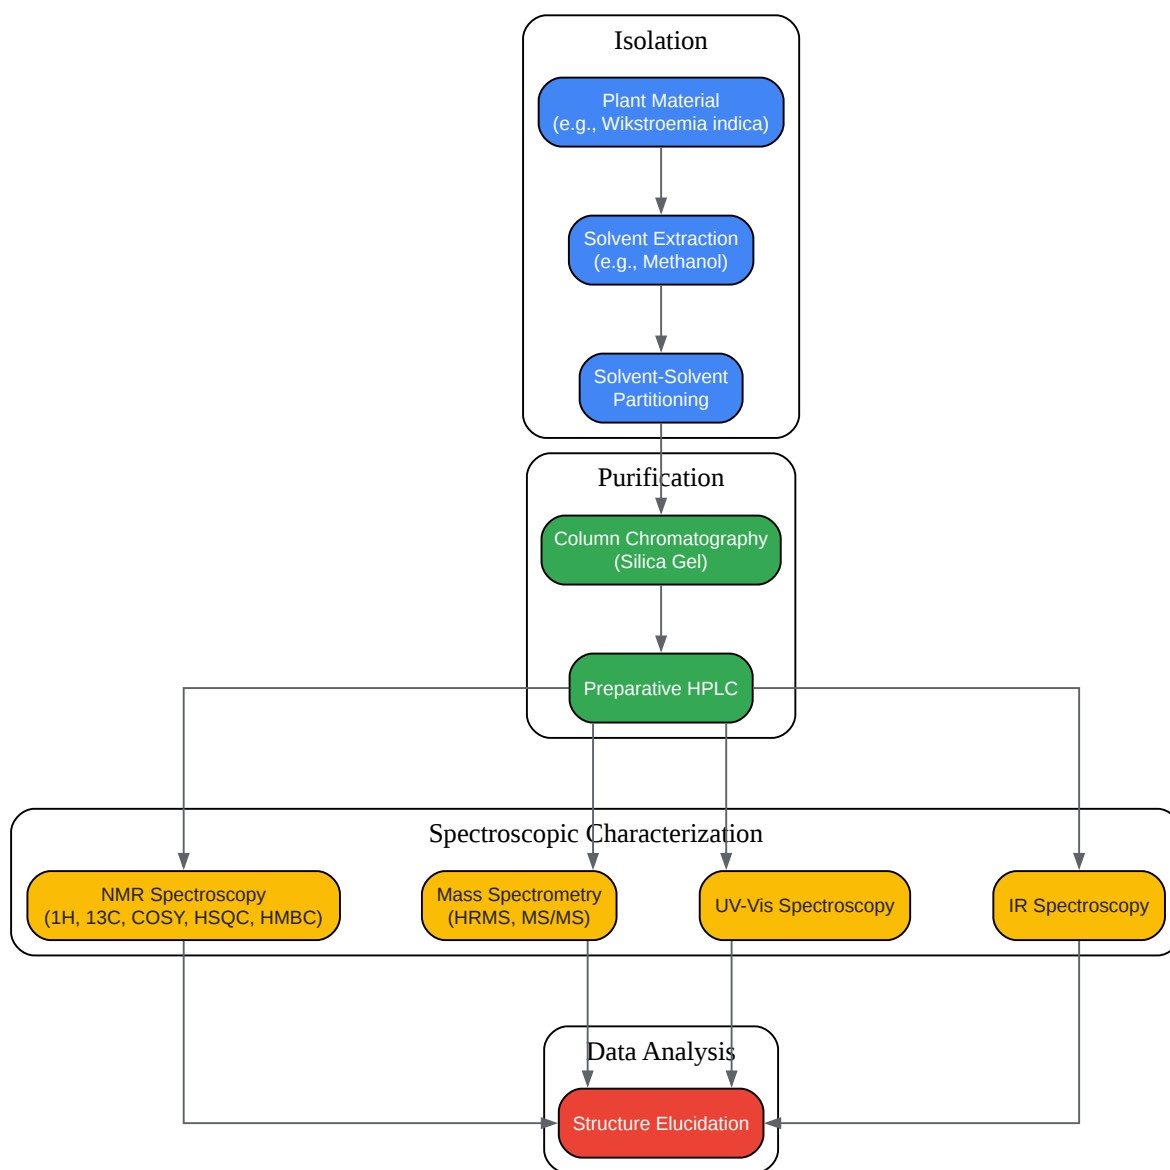 Isolation
Plant Material
(e.g., Wikstroemia indica)
Solvent Extraction
(e.g., Methanol)
Solvent-Solvent
Partitioning
Purification
Column Chromatography
(Silica Gel)
Preparative HPLC
Spectroscopic Characterization
NMR Spectroscopy
(1H, 13C, COSY, HSQC, HMBC)
Mass Spectrometry
(HRMS, MS/MS)
UV-Vis Spectroscopy
IR Spectroscopy
Data Analysis
Structure Elucidation